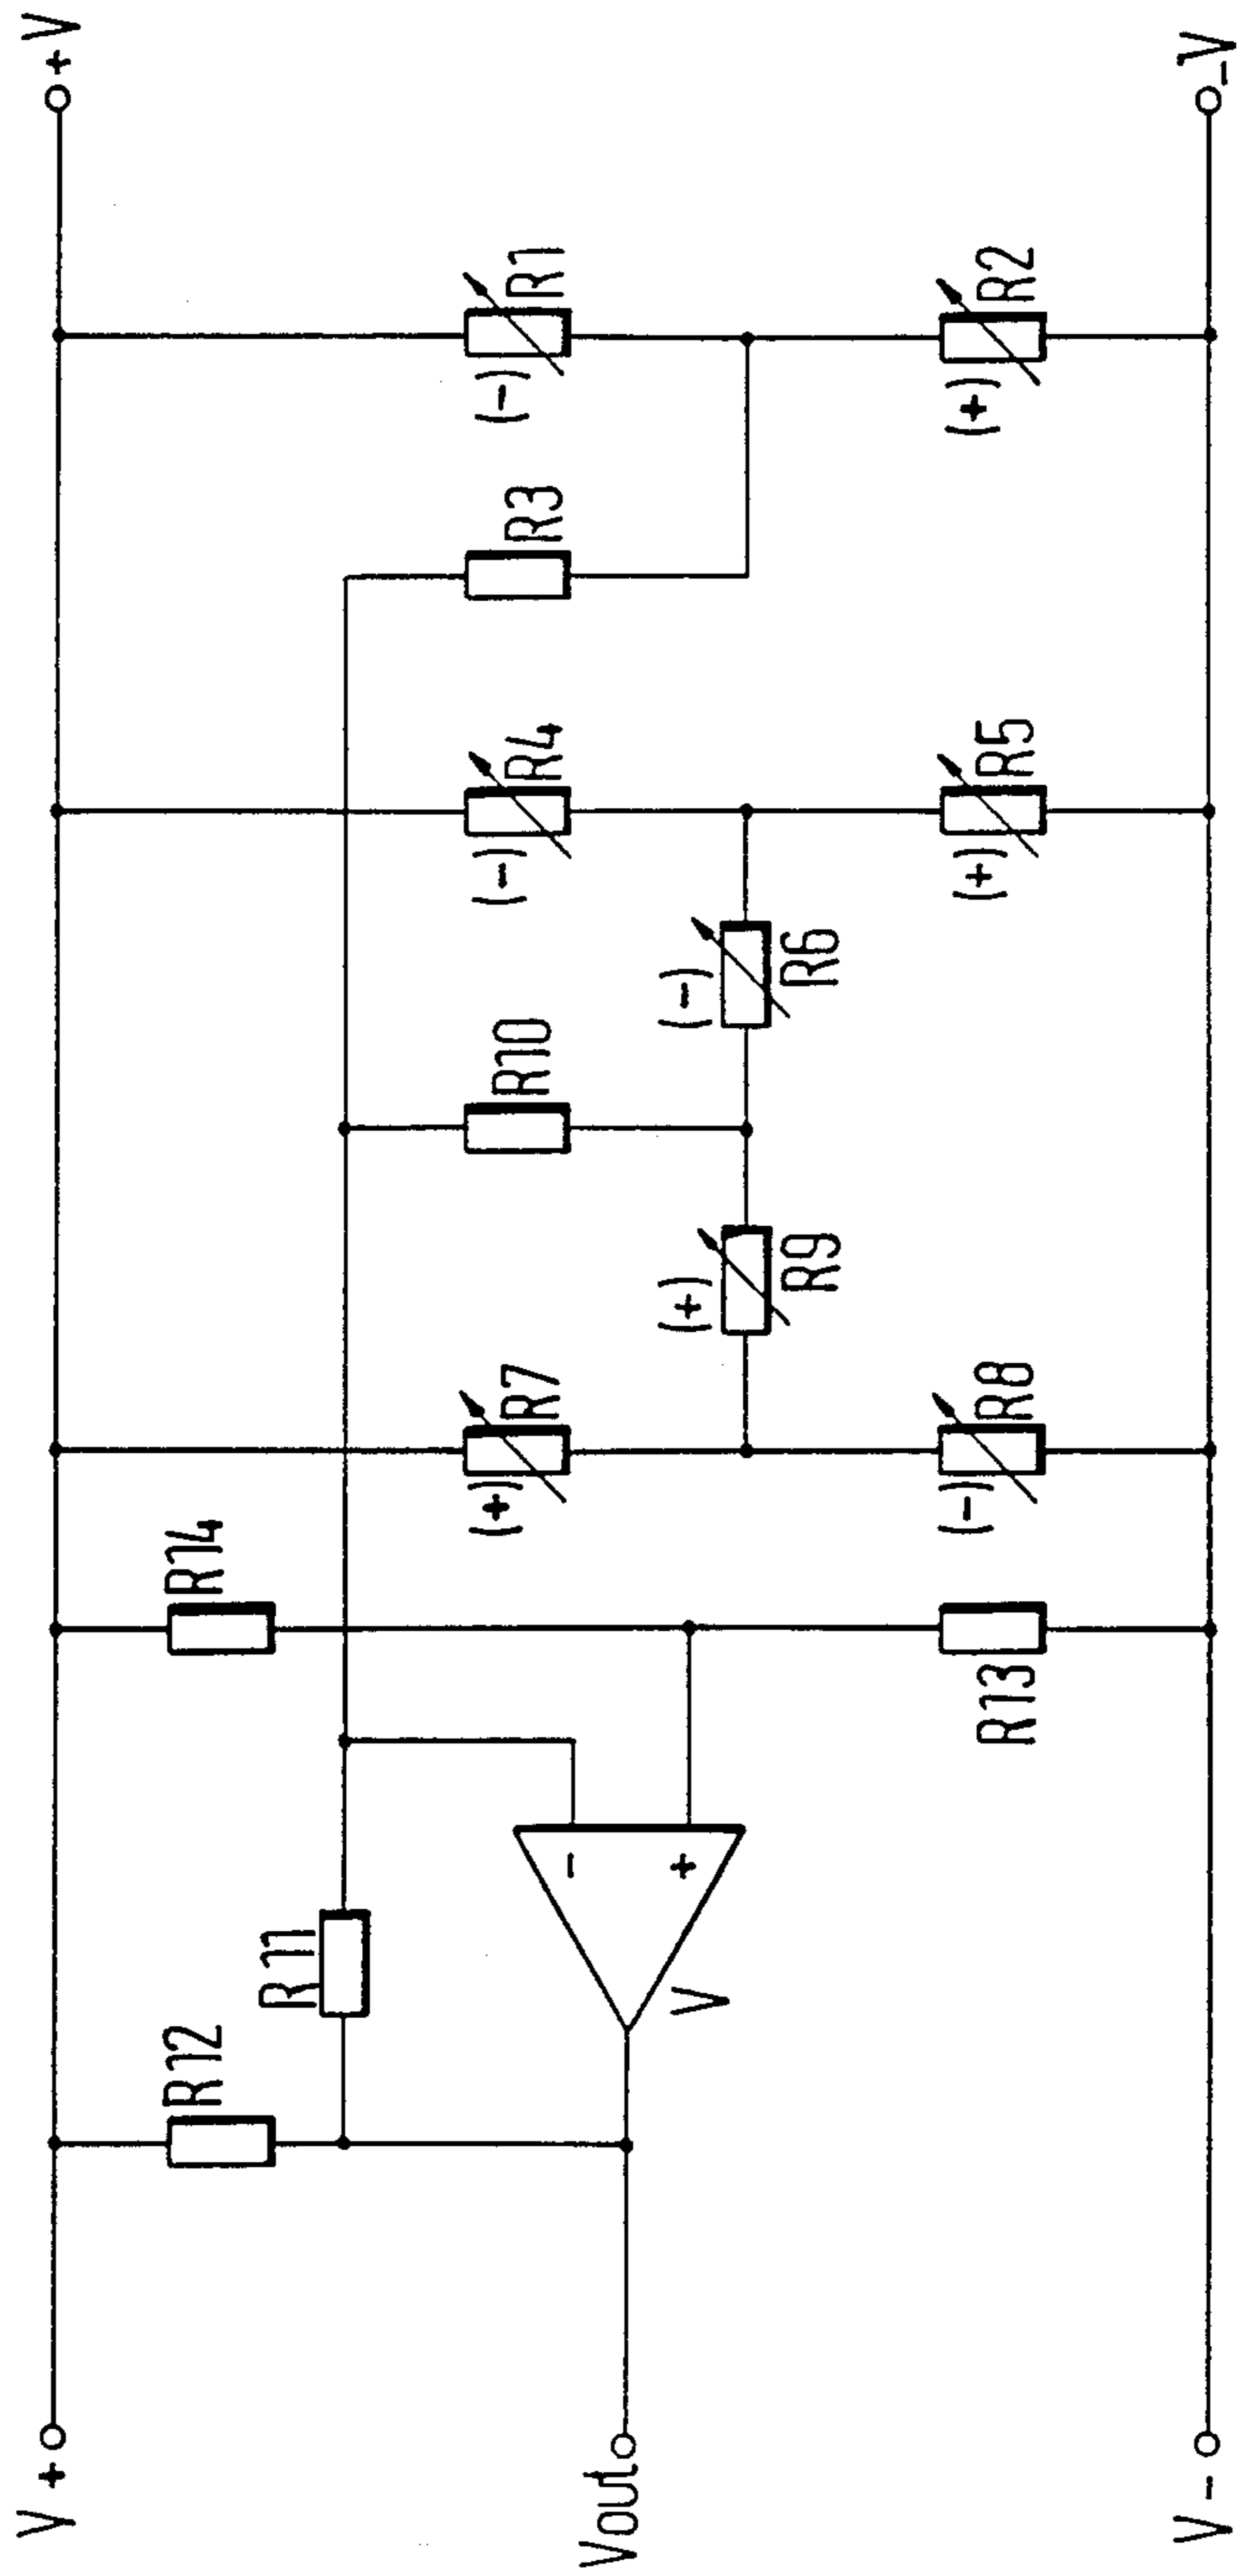 +V
-V
R1
(-)
R2
(+)
R3
R4
(-)
R5
(+)
(-)
R6
R10
(+)
R9
R7
(+)
R8
(-)
R14
R13
-
+
V
R11
R12
V+
Vout
V-